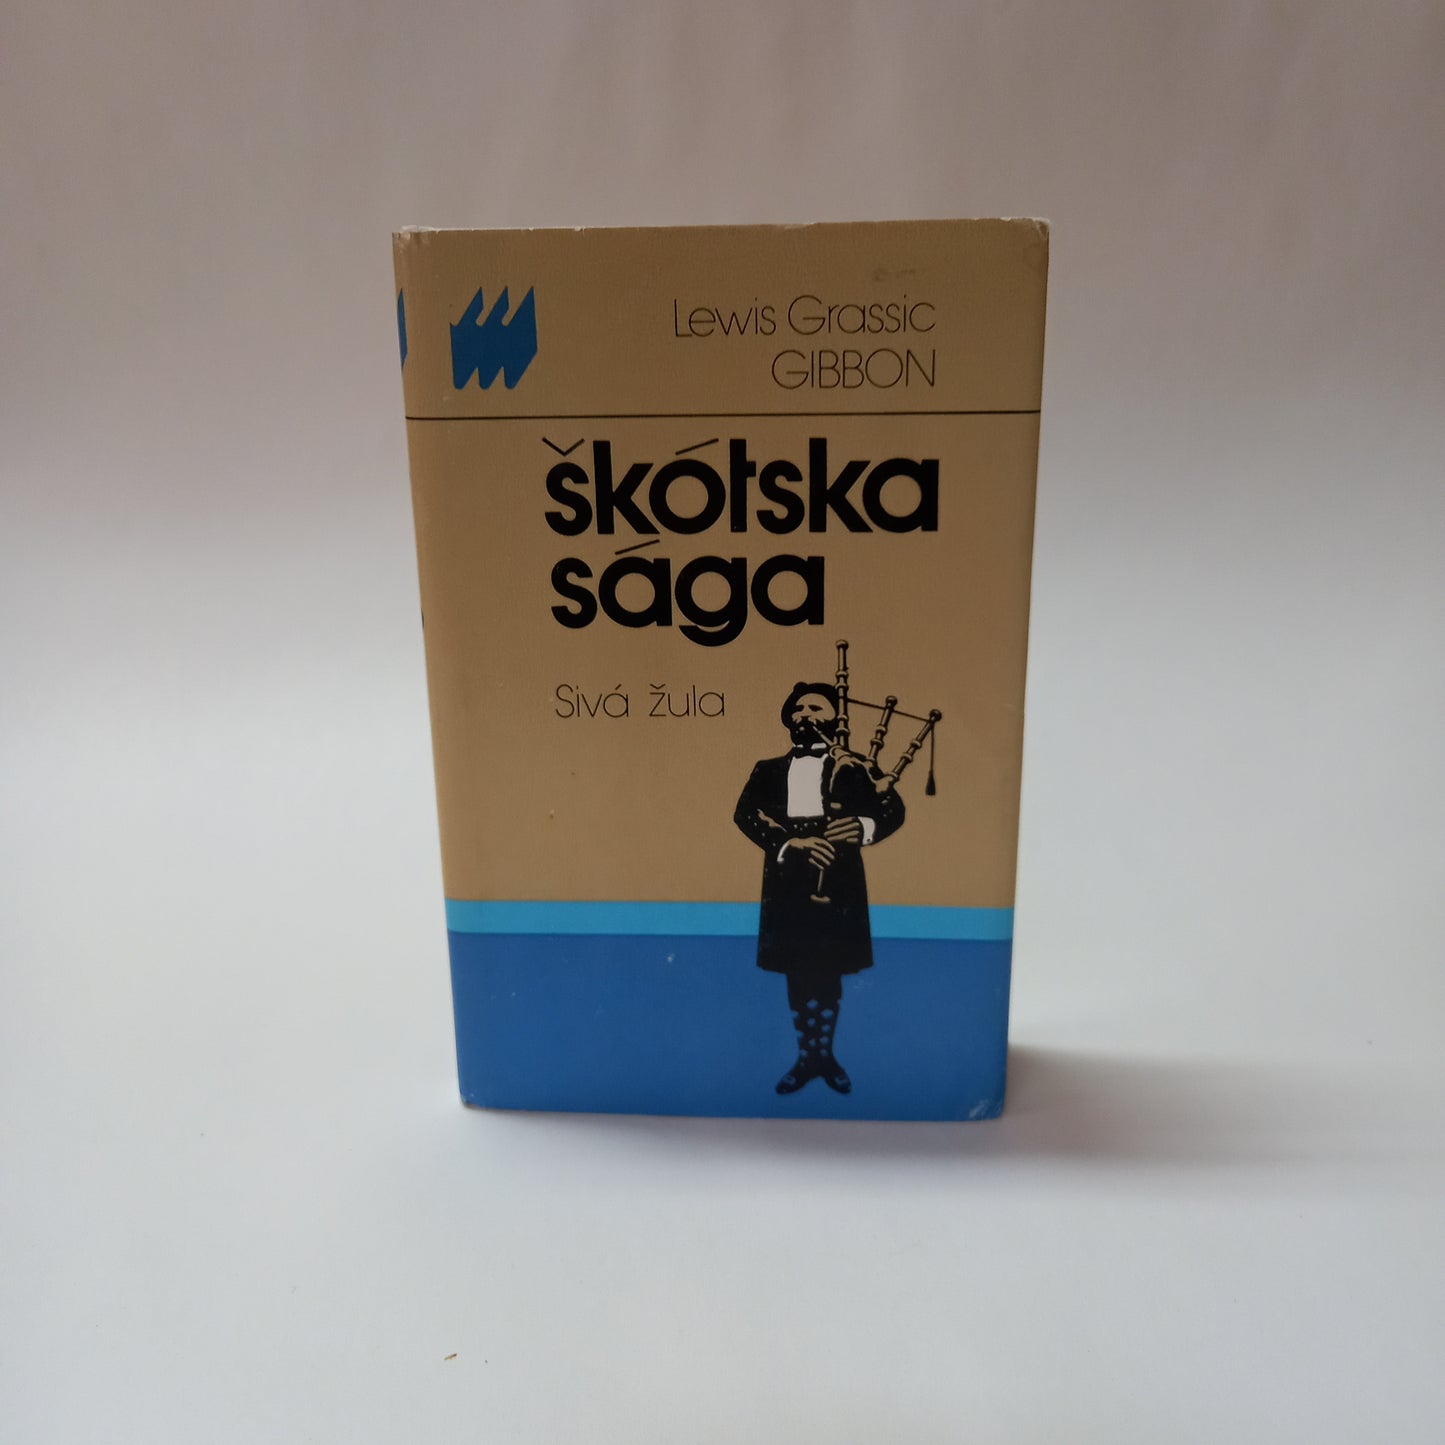 Lewis Grassic
GIBBON
škótska
sága
Sivá žula